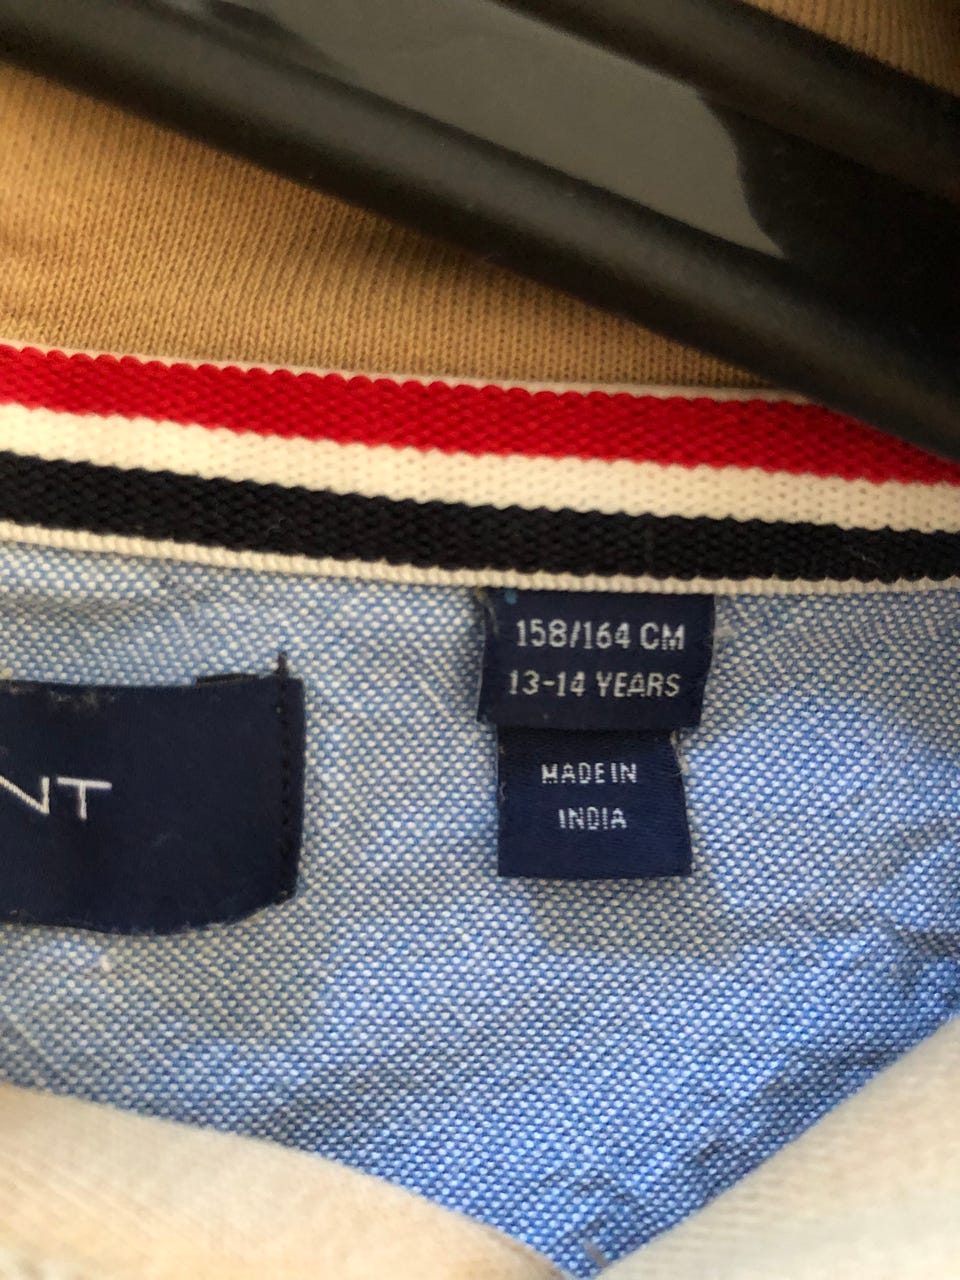 NT
158/164 CM
13-14 YEARS
MADE IN
INDIA